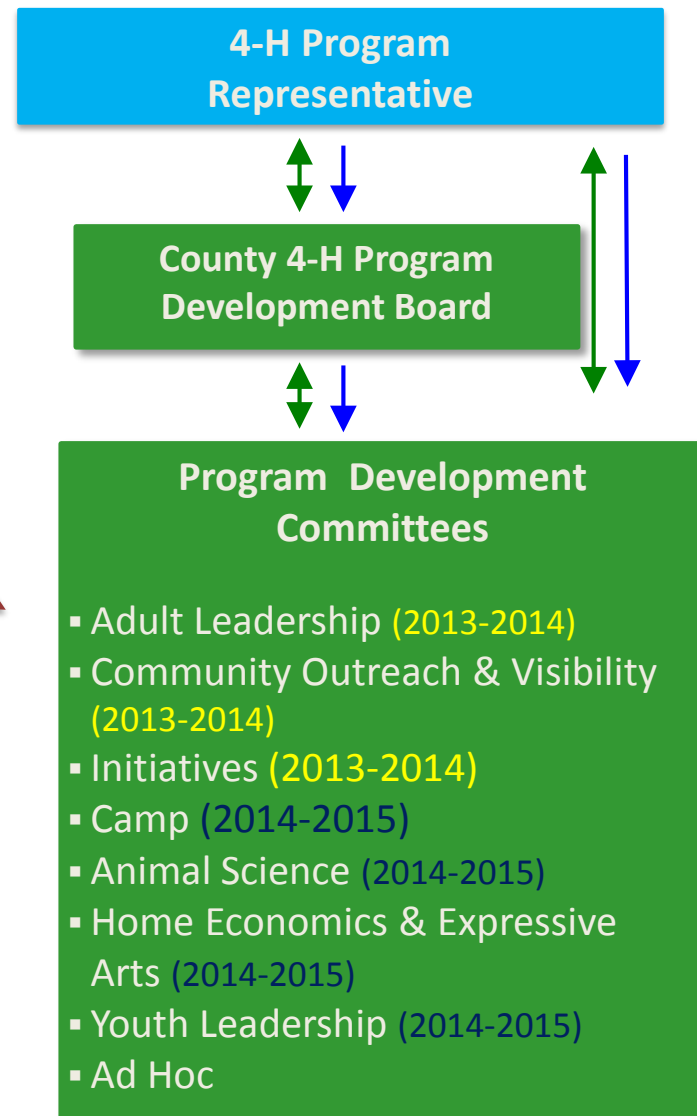 4-H Program
Representative
County 4-H Program
Development Board
Program Development
Committees
▪ Adult Leadership (2013-2014)
▪ Community Outreach & Visibility
(2013-2014)
▪ Initiatives (2013-2014)
▪ Camp (2014-2015)
▪ Animal Science (2014-2015)
▪ Home Economics & Expressive
Arts (2014-2015)
▪ Youth Leadership (2014-2015)
▪ Ad Hoc